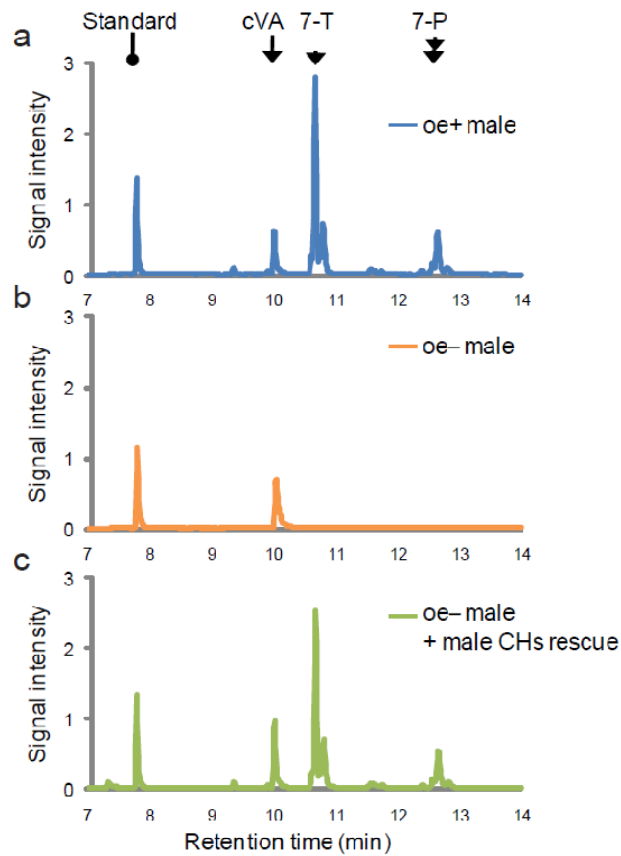 a
Standard cVA 7-T 7-P
Signal intensity
3
2
1
0
7 8 9 10 11 12 13 14
oe+ male
b
Signal intensity
3
2
1
0
7 8 9 10 11 12 13 14
oe– male
c
Signal intensity
3
2
1
0
7 8 9 10 11 12 13 14
oe– male
+ male CHs rescue
Retention time (min)